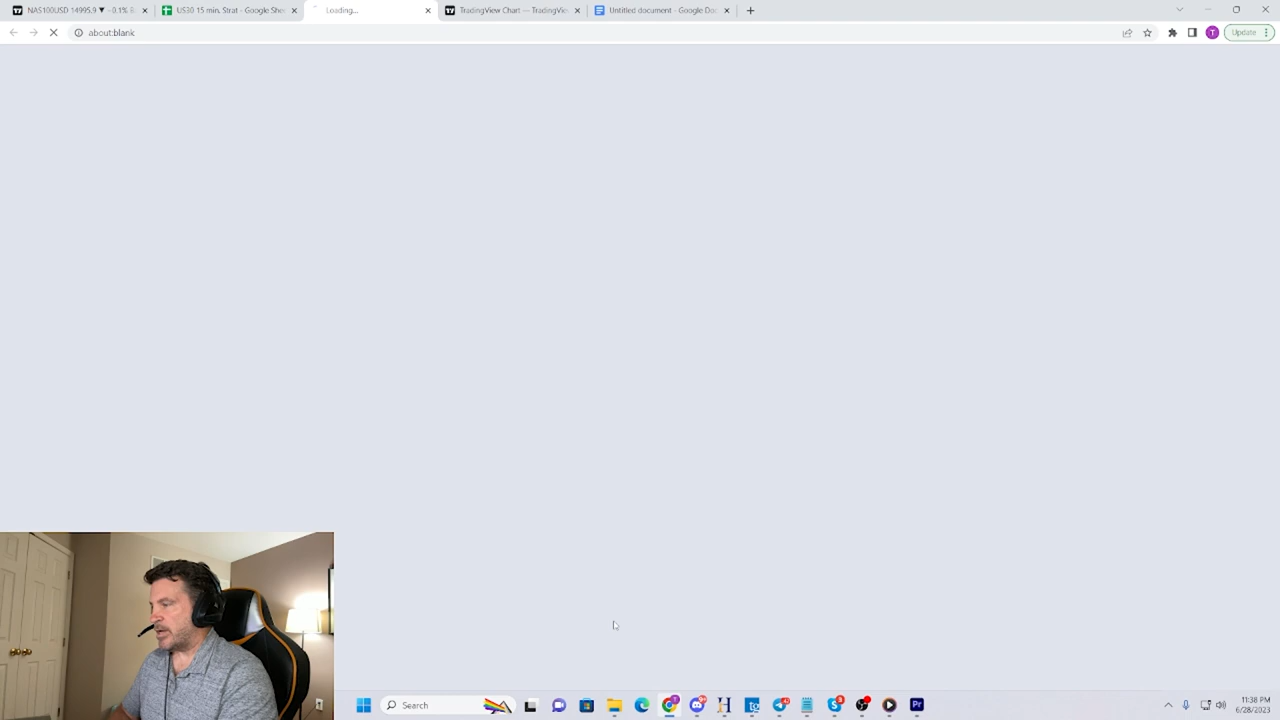 NAS100USD 14995.9 ▼ −0.1%
US30 15 min. Strat - Google She
Loading...
TradingView Chart — TradingVie
Untitled document - Google Do
about:blank
T
Update
Search
11:38 PM
6/28/2023